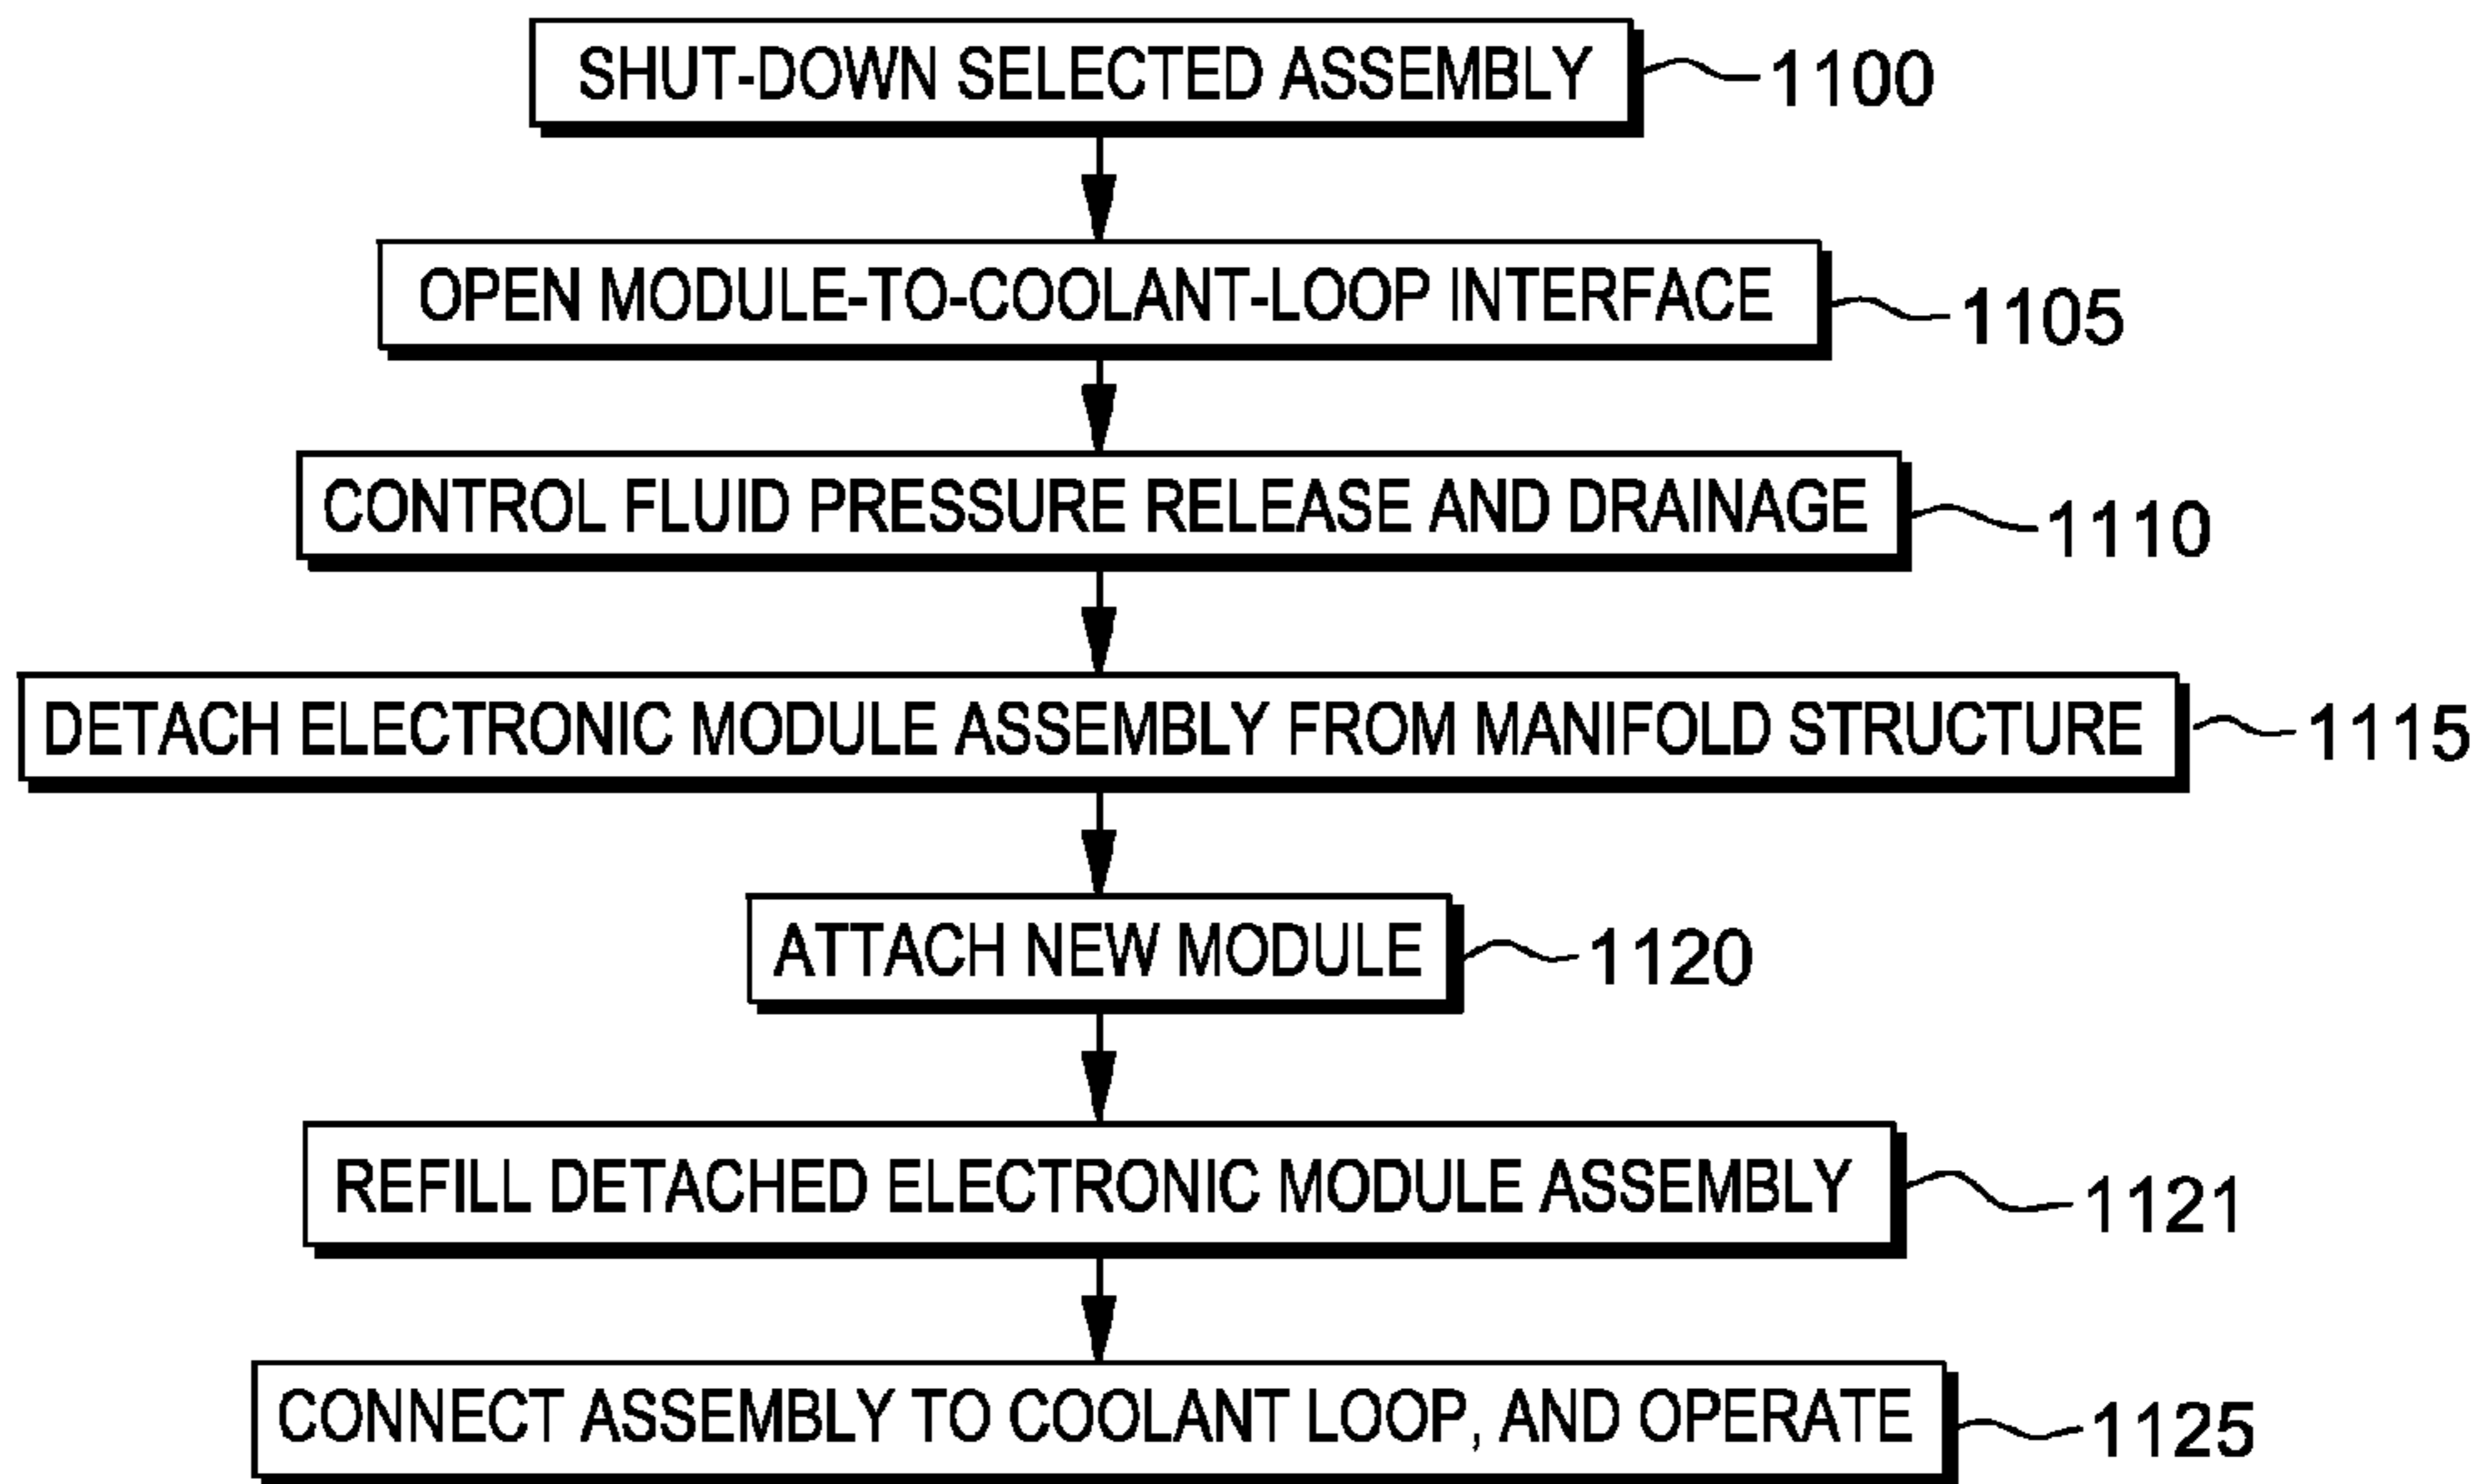 SHUT-DOWN SELECTED ASSEMBLY 1100
OPEN MODULE-TO-COOLANT-LOOP INTERFACE 1105
CONTROL FLUID PRESSURE RELEASE AND DRAINAGE 1110
DETACH ELECTRONIC MODULE ASSEMBLY FROM MANIFOLD STRUCTURE 1115
ATTACH NEW MODULE 1120
REFILL DETACHED ELECTRONIC MODULE ASSEMBLY 1121
CONNECT ASSEMBLY TO COOLANT LOOP, AND OPERATE 1125